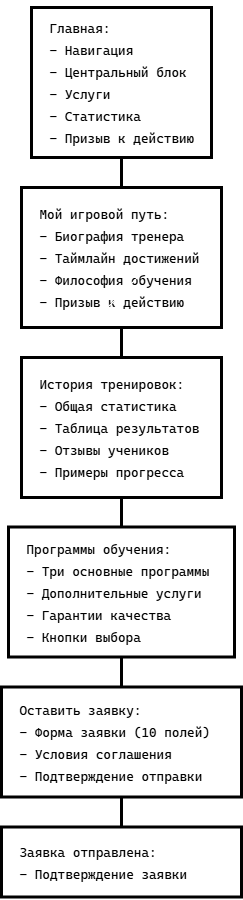 Главная:
– Навигация
– Центральный блок
– Услуги
– Статистика
– Призыв к действию
Мой игровой путь:
– Биография тренера
– Таймлайн достижений
– Философия обучения
– Призыв к действию
История тренировок:
– Общая статистика
– Таблица результатов
– Отзывы учеников
– Примеры прогресса
Программы обучения:
– Три основные программы
– Дополнительные услуги
– Гарантии качества
– Кнопки выбора
Оставить заявку:
– Форма заявки (10 полей)
– Условия соглашения
– Подтверждение отправки
Заявка отправлена:
– Подтверждение заявки